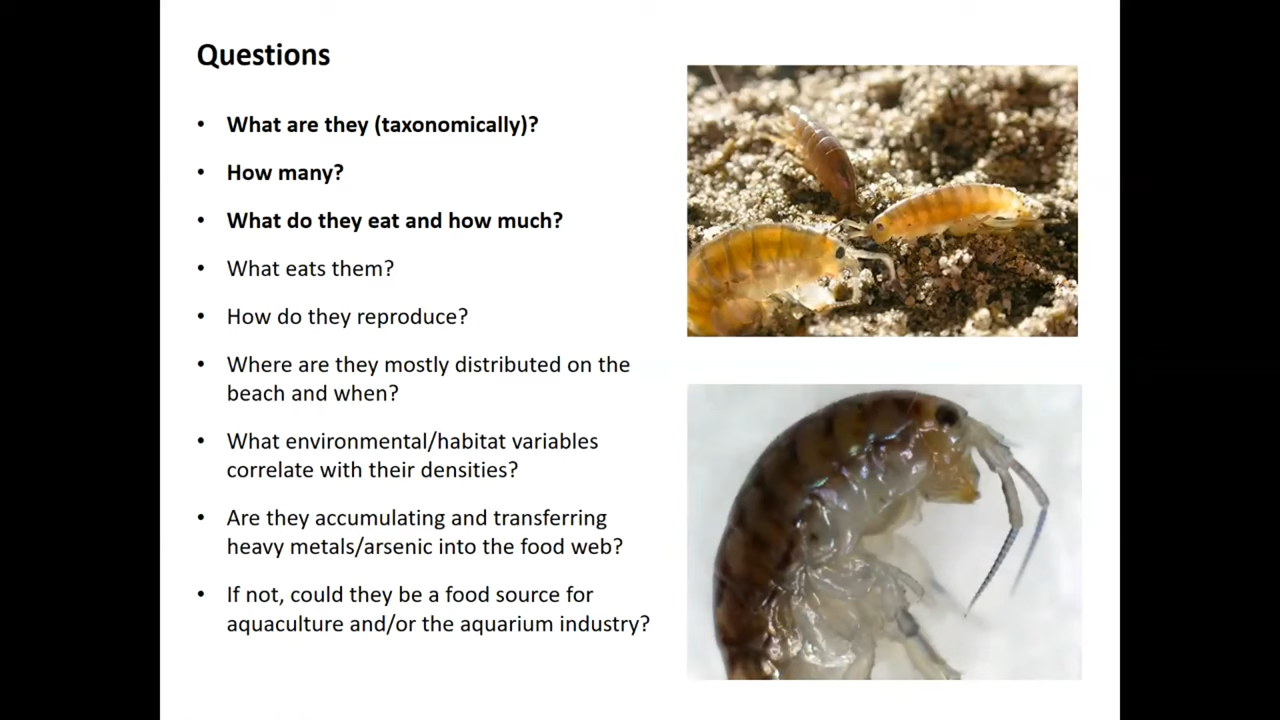 Questions
• What are they (taxonomically)?
• How many?
• What do they eat and how much?
• What eats them?
• How do they reproduce?
• Where are they mostly distributed on the
beach and when?
• What environmental/habitat variables
correlate with their densities?
• Are they accumulating and transferring
heavy metals/arsenic into the food web?
• If not, could they be a food source for
aquaculture and/or the aquarium industry?